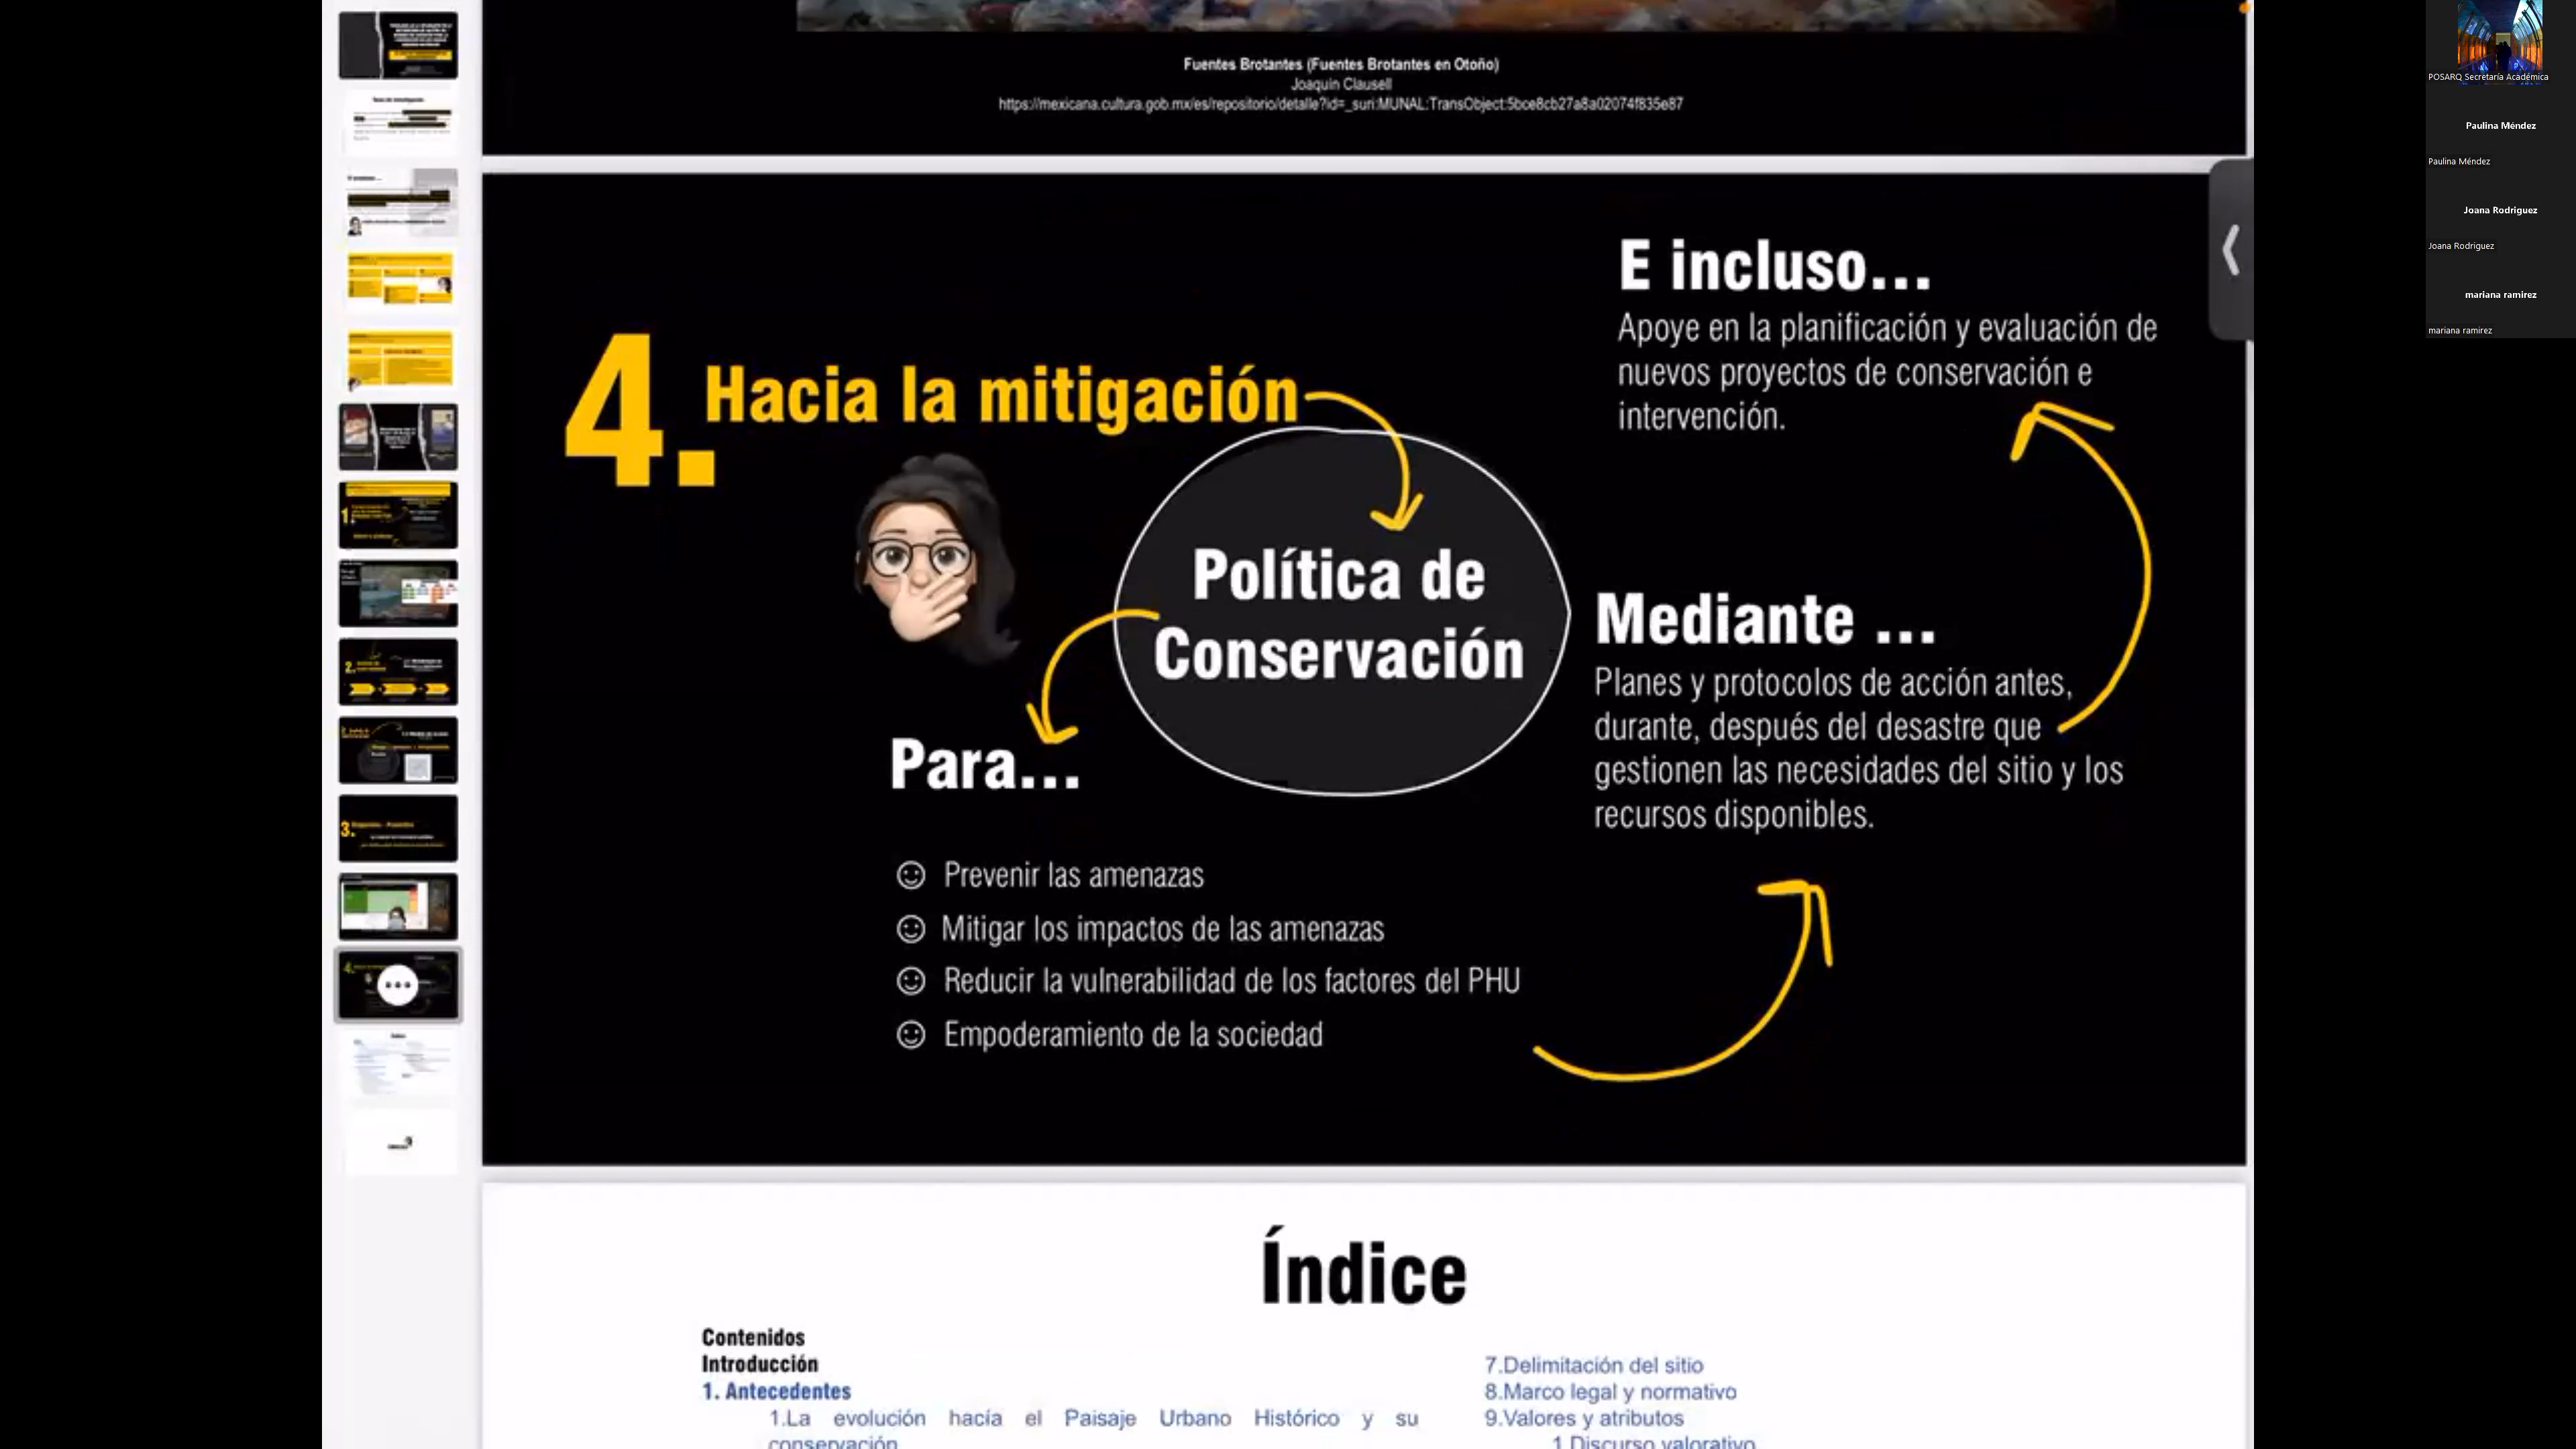 Fuentes Brotantes (Fuentes Brotantes en Otoño)
Joaquin Clausell
https://mexicana.cultura.gob.mx/es/repositorio/detalle?id=_suri:MUNAL:TransObject:5bce8cb27a8a02074f835e87
4. Hacia la mitigación
Política de
Conservación
Para...
Prevenir las amenazas
Mitigar los impactos de las amenazas
Reducir la vulnerabilidad de los factores del PHU
Empoderamiento de la sociedad
Mediante ...
Planes y protocolos de acción antes,
durante, después del desastre que
gestionen las necesidades del sitio y los
recursos disponibles.
E incluso...
Apoye en la planificación y evaluación de
nuevos proyectos de conservación e
intervención.
Índice
Contenidos
Introducción
1. Antecedentes
1.La evolución hacía el Paisaje Urbano Histórico y su
conservación
7.Delimitación del sitio
8.Marco legal y normativo
9.Valores y atributos
1.Discurso valorativo
POSARQ Secretaría Académica
Paulina Méndez
Paulina Méndez
Joana Rodriguez
Joana Rodriguez
mariana ramirez
mariana ramirez